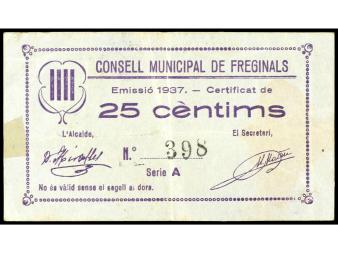 CONSELL MUNICIPAL DE FREGINALS
Emissió 1937. — Certificat de
25 cèntims
L'Alcalde, El Secretari,
N.º 398
Serie A
No és vàlid sense el segell al dors.